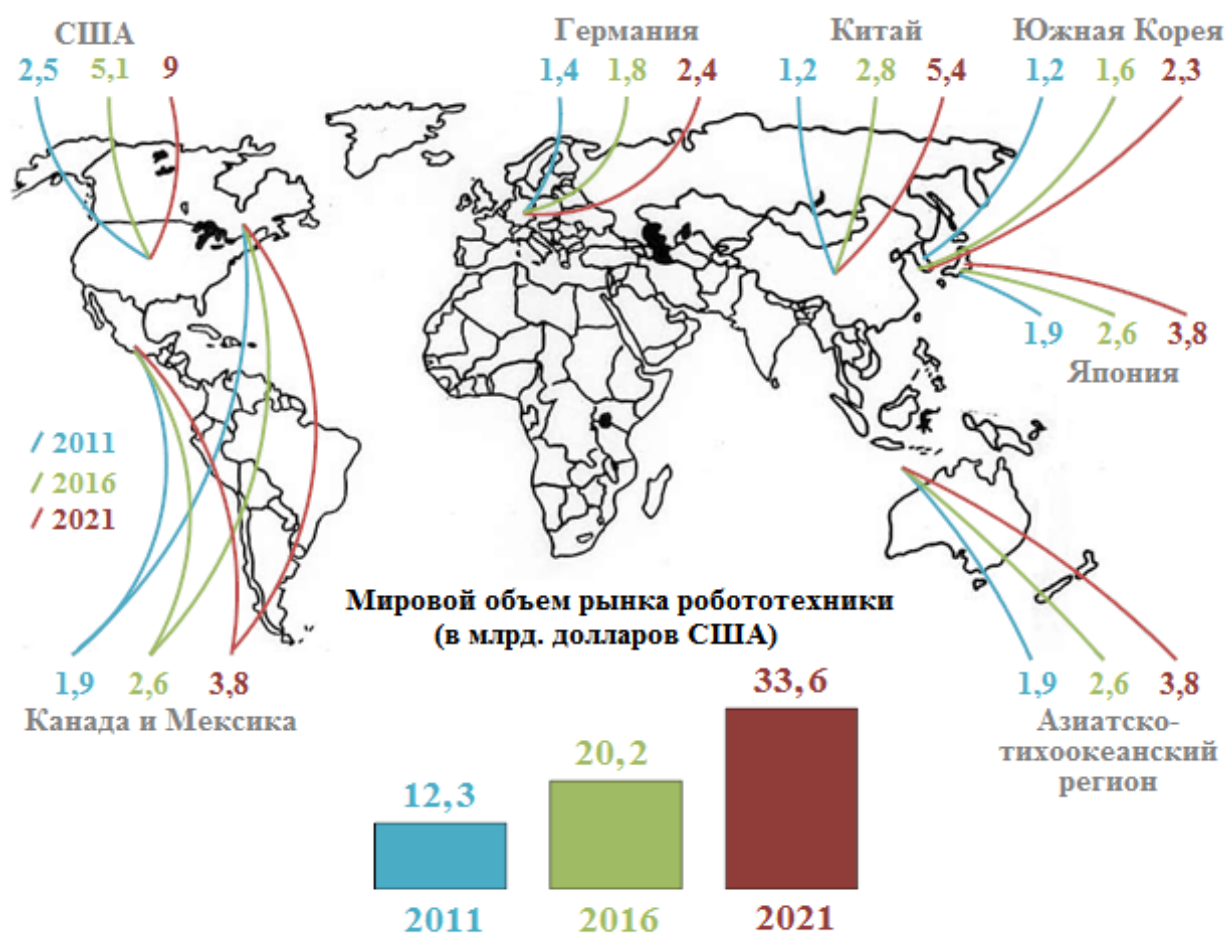 США
2,5 5,1 9
Германия
1,4 1,8 2,4
Китай
1,2 2,8 5,4
Южная Корея
1,2 1,6 2,3
1,9 2,6 3,8
Япония
/ 2011
/ 2016
/ 2021
1,9 2,6 3,8
Канада и Мексика
1,9 2,6 3,8
Азиатско-
тихоокеанский
регион
Мировой объем рынка робототехники
(в млрд. долларов США)
12,3
20,2
33,6
2011
2016
2021